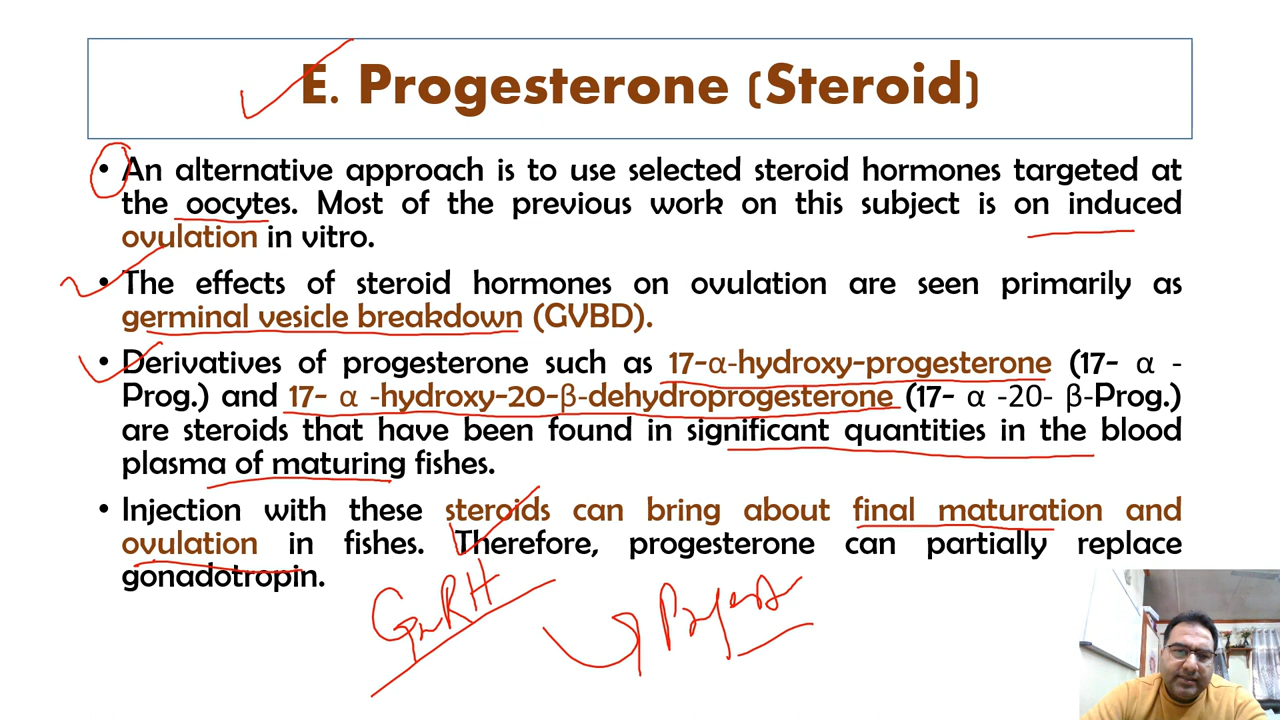 E. Progesterone (Steroid)
• An alternative approach is to use selected steroid hormones targeted at
the oocytes. Most of the previous work on this subject is on induced
ovulation in vitro.
• The effects of steroid hormones on ovulation are seen primarily as
germinal vesicle breakdown (GVBD).
• Derivatives of progesterone such as 17-α-hydroxy-progesterone (17- α -
Prog.) and 17- α -hydroxy-20-β-dehydroprogesterone (17- α -20- β-Prog.)
are steroids that have been found in significant quantities in the blood
plasma of maturing fishes.
• Injection with these steroids can bring about final maturation and
ovulation in fishes. Therefore, progesterone can partially replace
gonadotropin.
GnRH